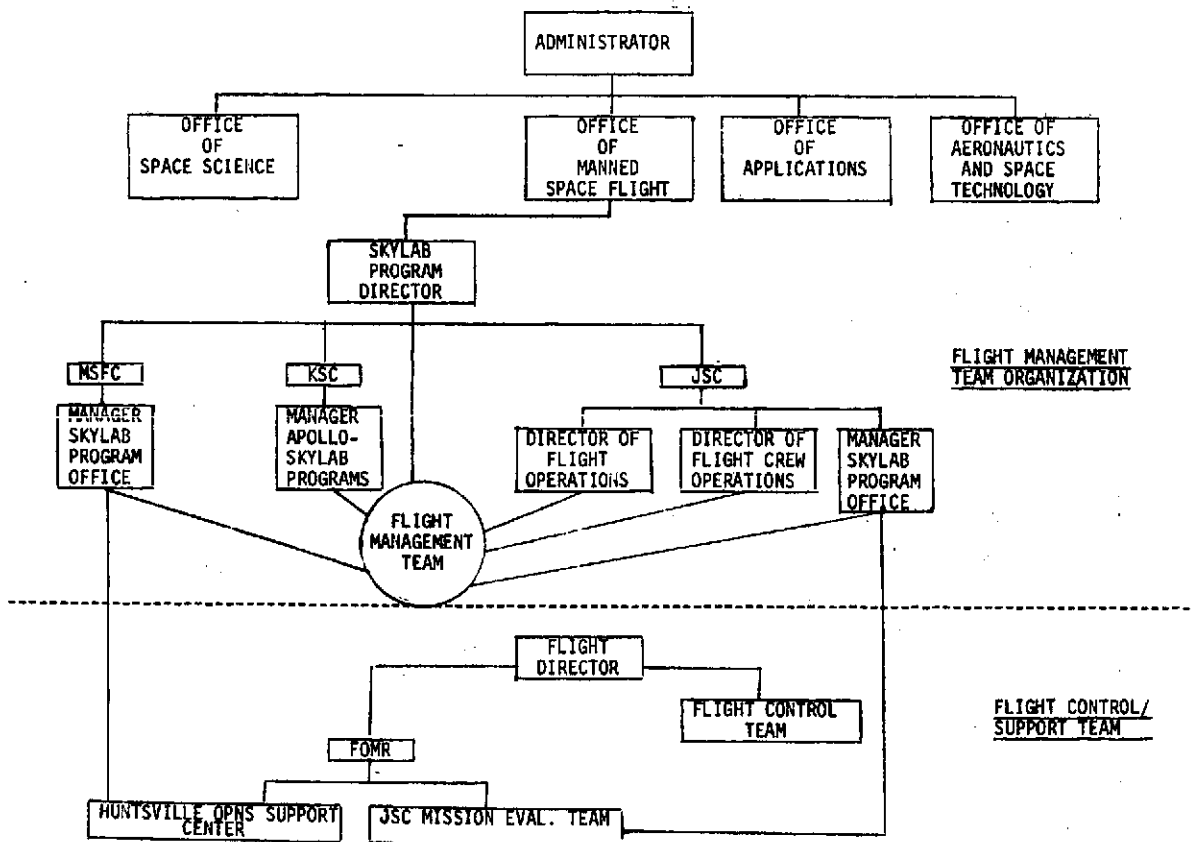 ADMINISTRATOR
OFFICE
OF
SPACE SCIENCE
OFFICE
OF
MANNED
SPACE FLIGHT
OFFICE
OF
APPLICATIONS
OFFICE OF
AERONAUTICS
AND SPACE
TECHNOLOGY
SKYLAB
PROGRAM
DIRECTOR
MSFC
KSC
JSC
FLIGHT MANAGEMENT
TEAM ORGANIZATION
MANAGER
SKYLAB
PROGRAM
OFFICE
MANAGER
APOLLO-
SKYLAB
PROGRAMS
DIRECTOR OF
FLIGHT
OPERATIONS
DIRECTOR OF
FLIGHT CREW
OPERATIONS
MANAGER
SKYLAB
PROGRAM
OFFICE
FLIGHT
MANAGEMENT
TEAM
FLIGHT
DIRECTOR
FLIGHT CONTROL
TEAM
FLIGHT CONTROL/
SUPPORT TEAM
FOMR
HUNTSVILLE OPNS SUPPORT
CENTER
JSC MISSION EVAL. TEAM